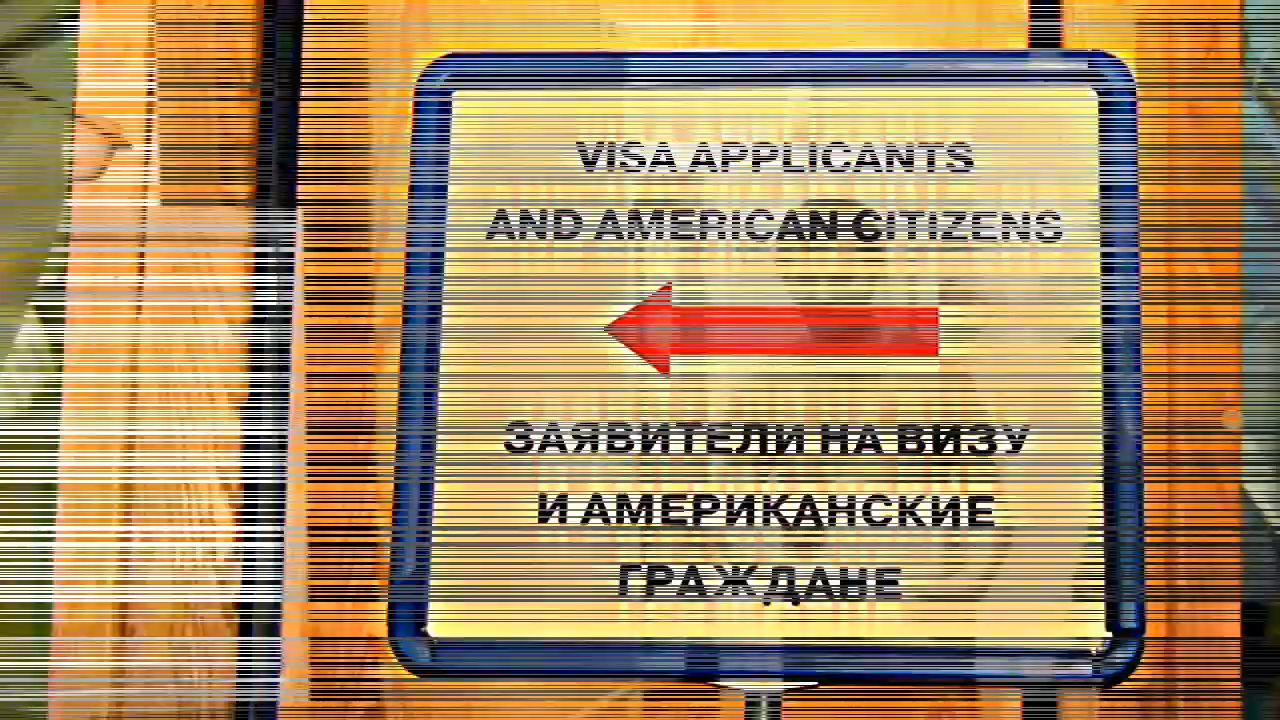 VISA APPLICANTS
AND AMERICAN CITIZENS
ЗАЯВИТЕЛИ НА ВИЗУ
И АМЕРИКАНСКИЕ
ГРАЖДАНЕ